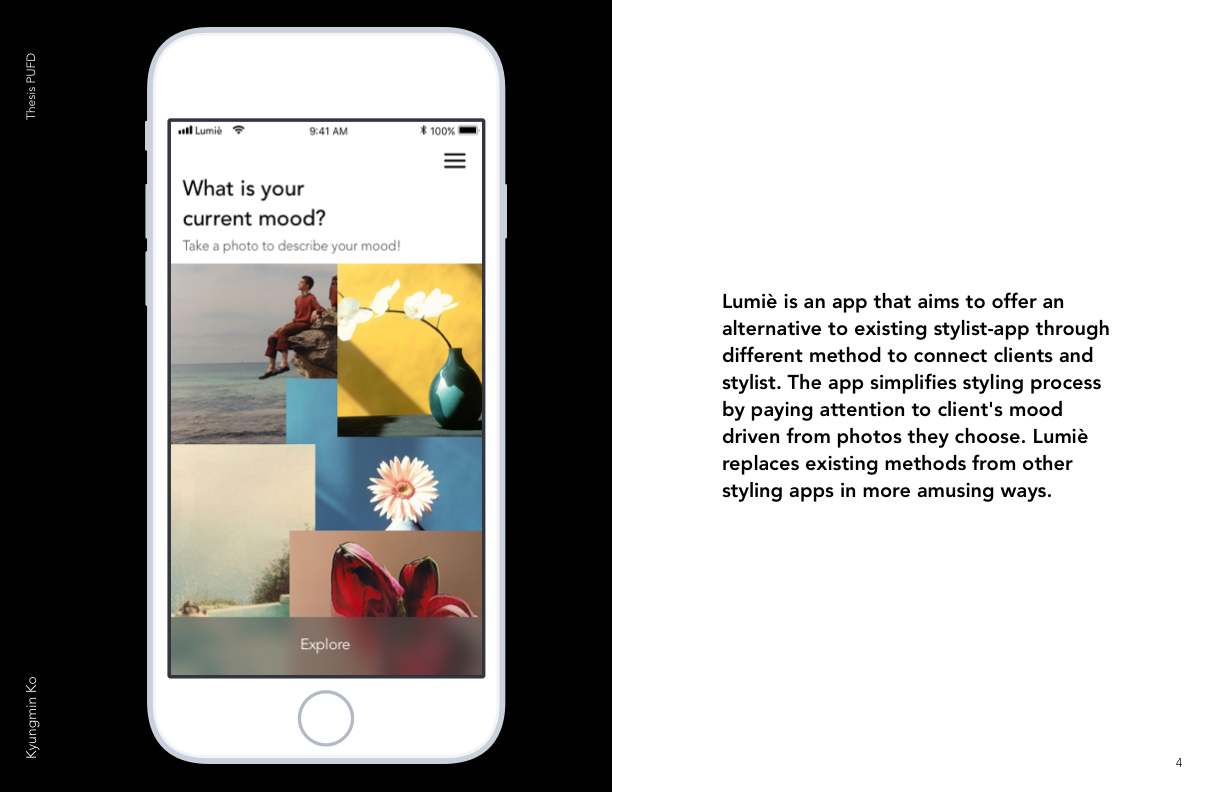 Thesis PUFD
Kyungmin Ko
Lumiè
9:41 AM
100%
What is your
current mood?
Take a photo to describe your mood!
Explore
Lumiè is an app that aims to offer an
alternative to existing stylist-app through
different method to connect clients and
stylist. The app simplifies styling process
by paying attention to client's mood
driven from photos they choose. Lumiè
replaces existing methods from other
styling apps in more amusing ways.
4